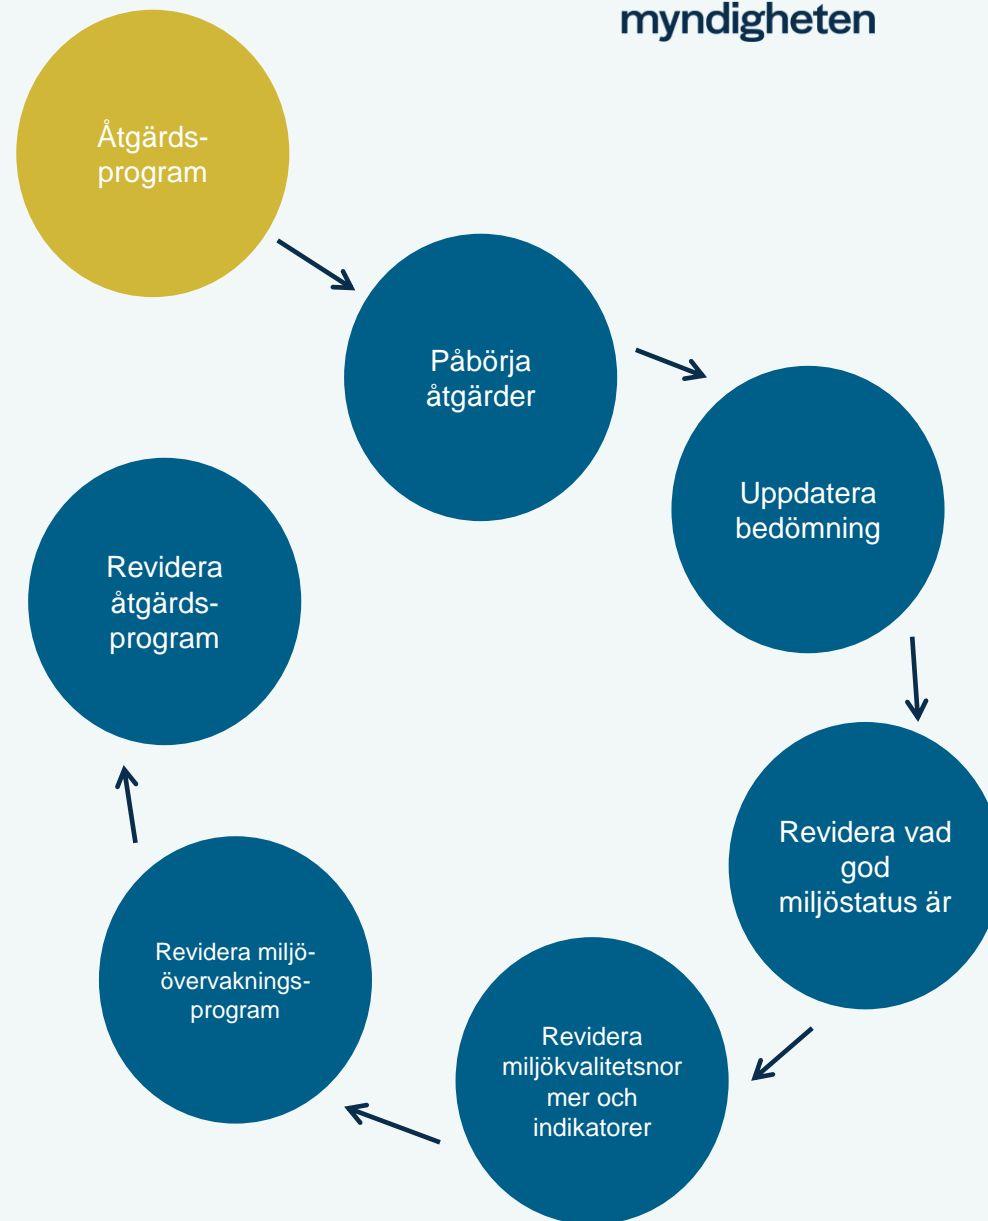 myndigheten
Åtgärds-
program
Påbörja
åtgärder
Uppdatera
bedömning
Revidera vad
god
miljöstatus är
Revidera
miljökvalitetsnor
mer och
indikatorer
Revidera miljö-
övervaknings-
program
Revidera
åtgärds-
program